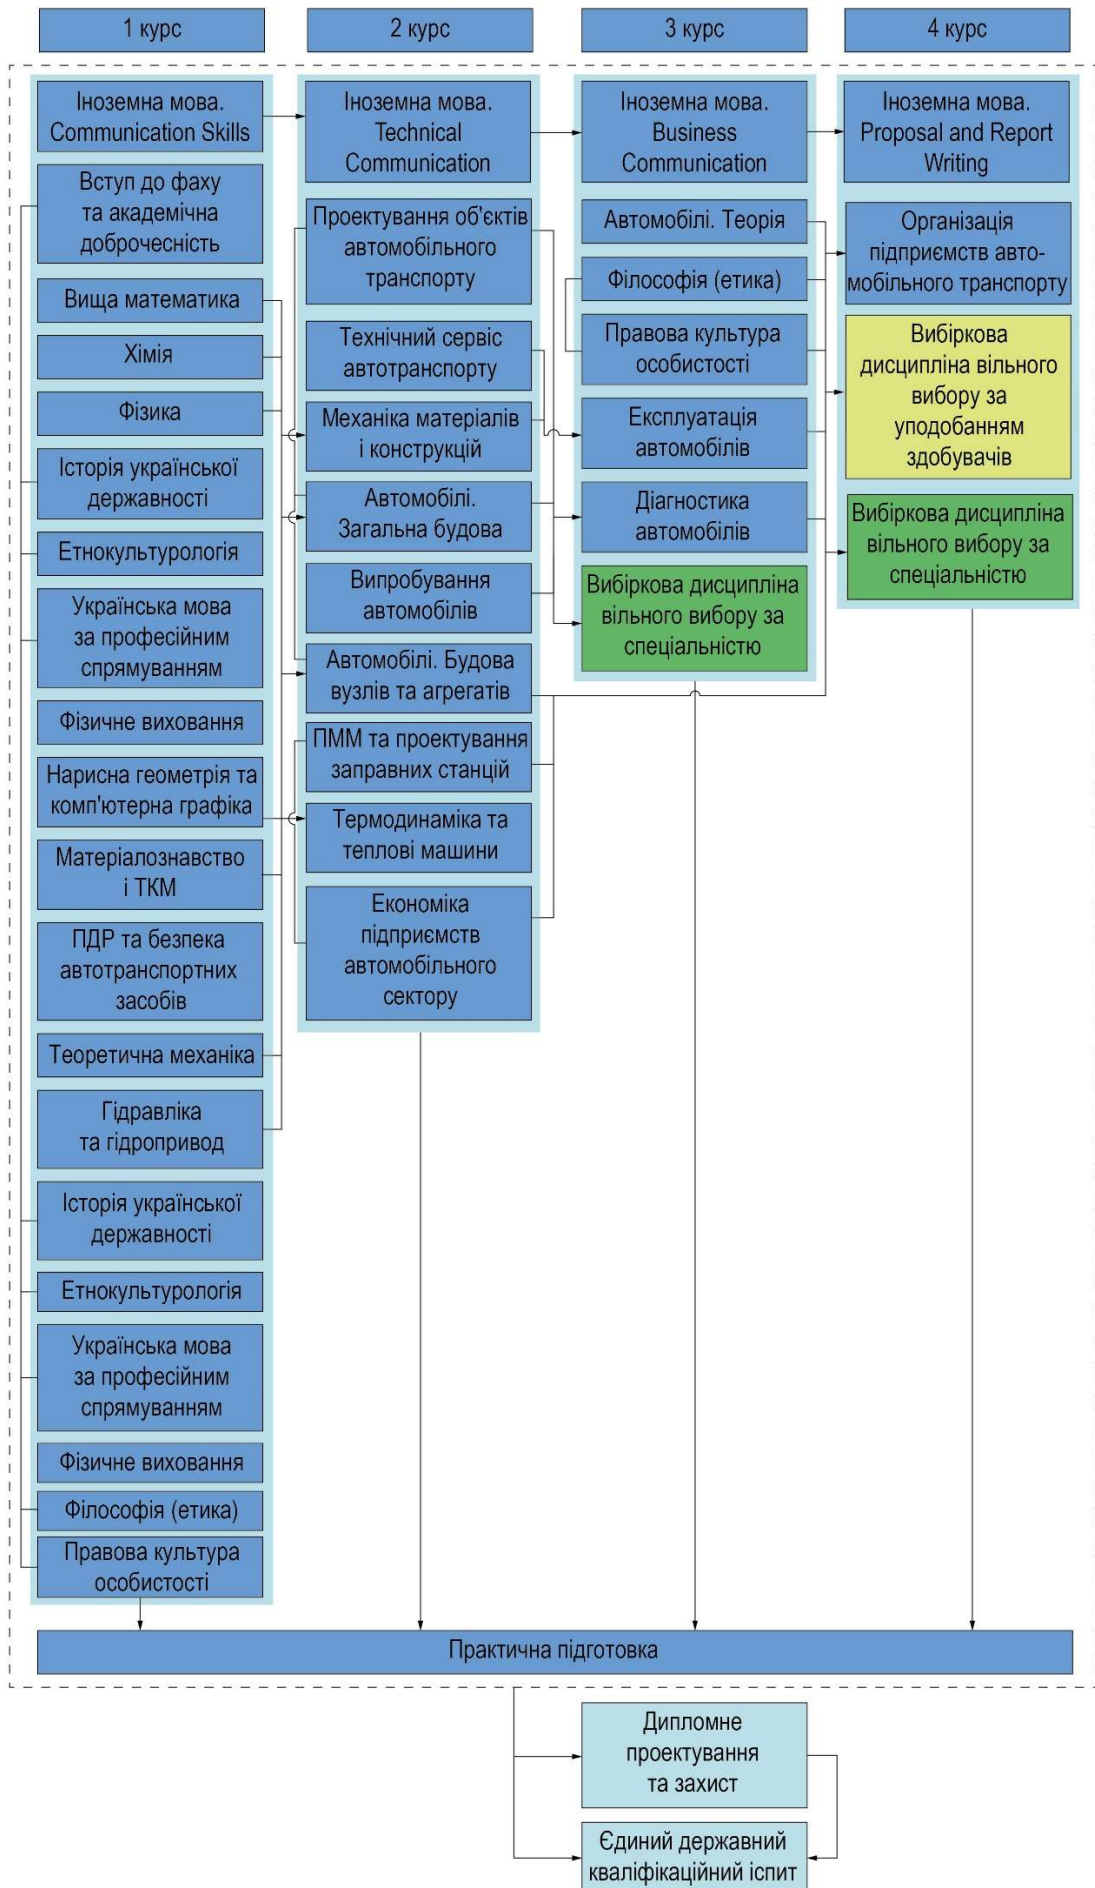 1 курс
2 курс
3 курс
4 курс
Іноземна мова.
Communication Skills
Вступ до фаху
та академічна
доброчесність
Вища математика
Хімія
Фізика
Історія української
державності
Етнокультурологія
Українська мова
за професійним
спрямуванням
Фізичне виховання
Нарисна геометрія та
комп'ютерна графіка
Матеріалознавство
і ТКМ
ПДР та безпека
автотранспортних
засобів
Теоретична механіка
Гідравліка
та гідропривод
Історія української
державності
Етнокультурологія
Українська мова
за професійним
спрямуванням
Фізичне виховання
Філософія (етика)
Правова культура
особистості
Іноземна мова.
Technical
Communication
Проектування об'єктів
автомобільного
транспорту
Технічний сервіс
автотранспорту
Механіка матеріалів
і конструкцій
Автомобілі.
Загальна будова
Випробування
автомобілів
Автомобілі. Будова
вузлів та агрегатів
ПММ та проектування
заправних станцій
Термодинаміка та
теплові машини
Економіка
підприємств
автомобільного
сектору
Іноземна мова.
Business
Communication
Автомобілі. Теорія
Філософія (етика)
Правова культура
особистості
Експлуатація
автомобілів
Діагностика
автомобілів
Вибіркова дисципліна
вільного вибору за
спеціальністю
Іноземна мова.
Proposal and Report
Writing
Організація
підприємств авто-
мобільного транспорту
Вибіркова
дисципліна вільного
вибору за
уподобанням
здобувачів
Вибіркова дисципліна
вільного вибору за
спеціальністю
Практична підготовка
Дипломне
проектування
та захист
Єдиний державний
кваліфікаційний іспит